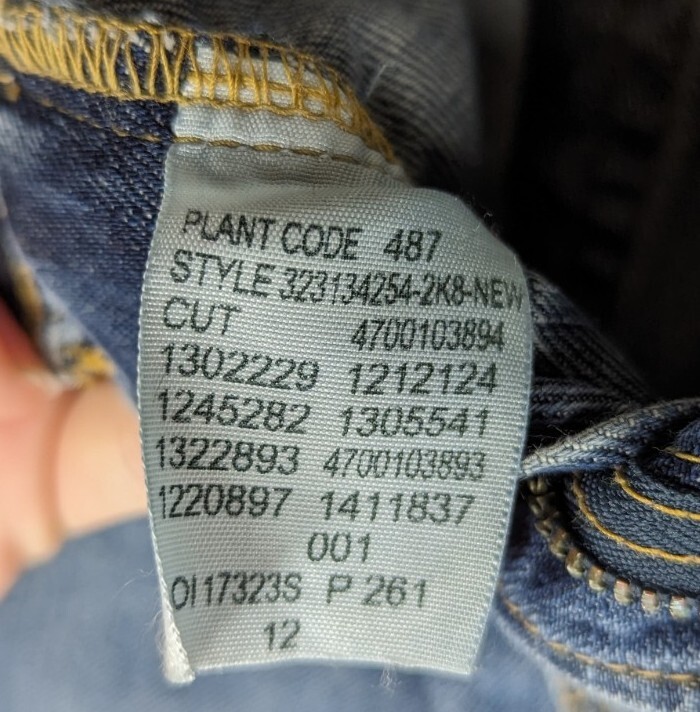 PLANT CODE 487
STYLE 323134254-2K8-NEW
CUT 4700103894
1302229 1212124
1245282 1305541
1322893 4700103893
1220897 1411837
001
OI17323S P 261
12